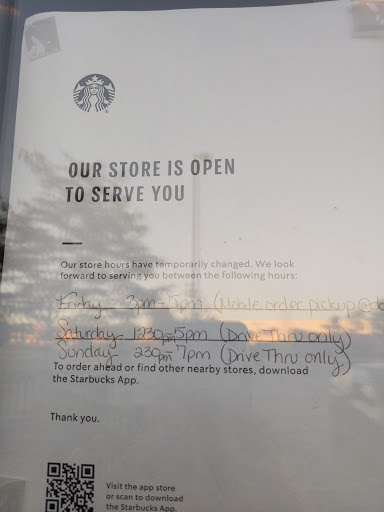 OUR STORE IS OPEN
TO SERVE YOU
Our store hours have temporarily changed. We look
forward to serving you between the following hours:
Friday - 3pm-5pm (Mobile order pickup @
Saturday- 1230pm-5pm (Drive Thru only)
Sunday- 230pm-7pm (Drive Thru only)
To order ahead or find other nearby stores, download
the Starbucks App.
Thank you.
Visit the app store
or scan to download
the Starbucks App.